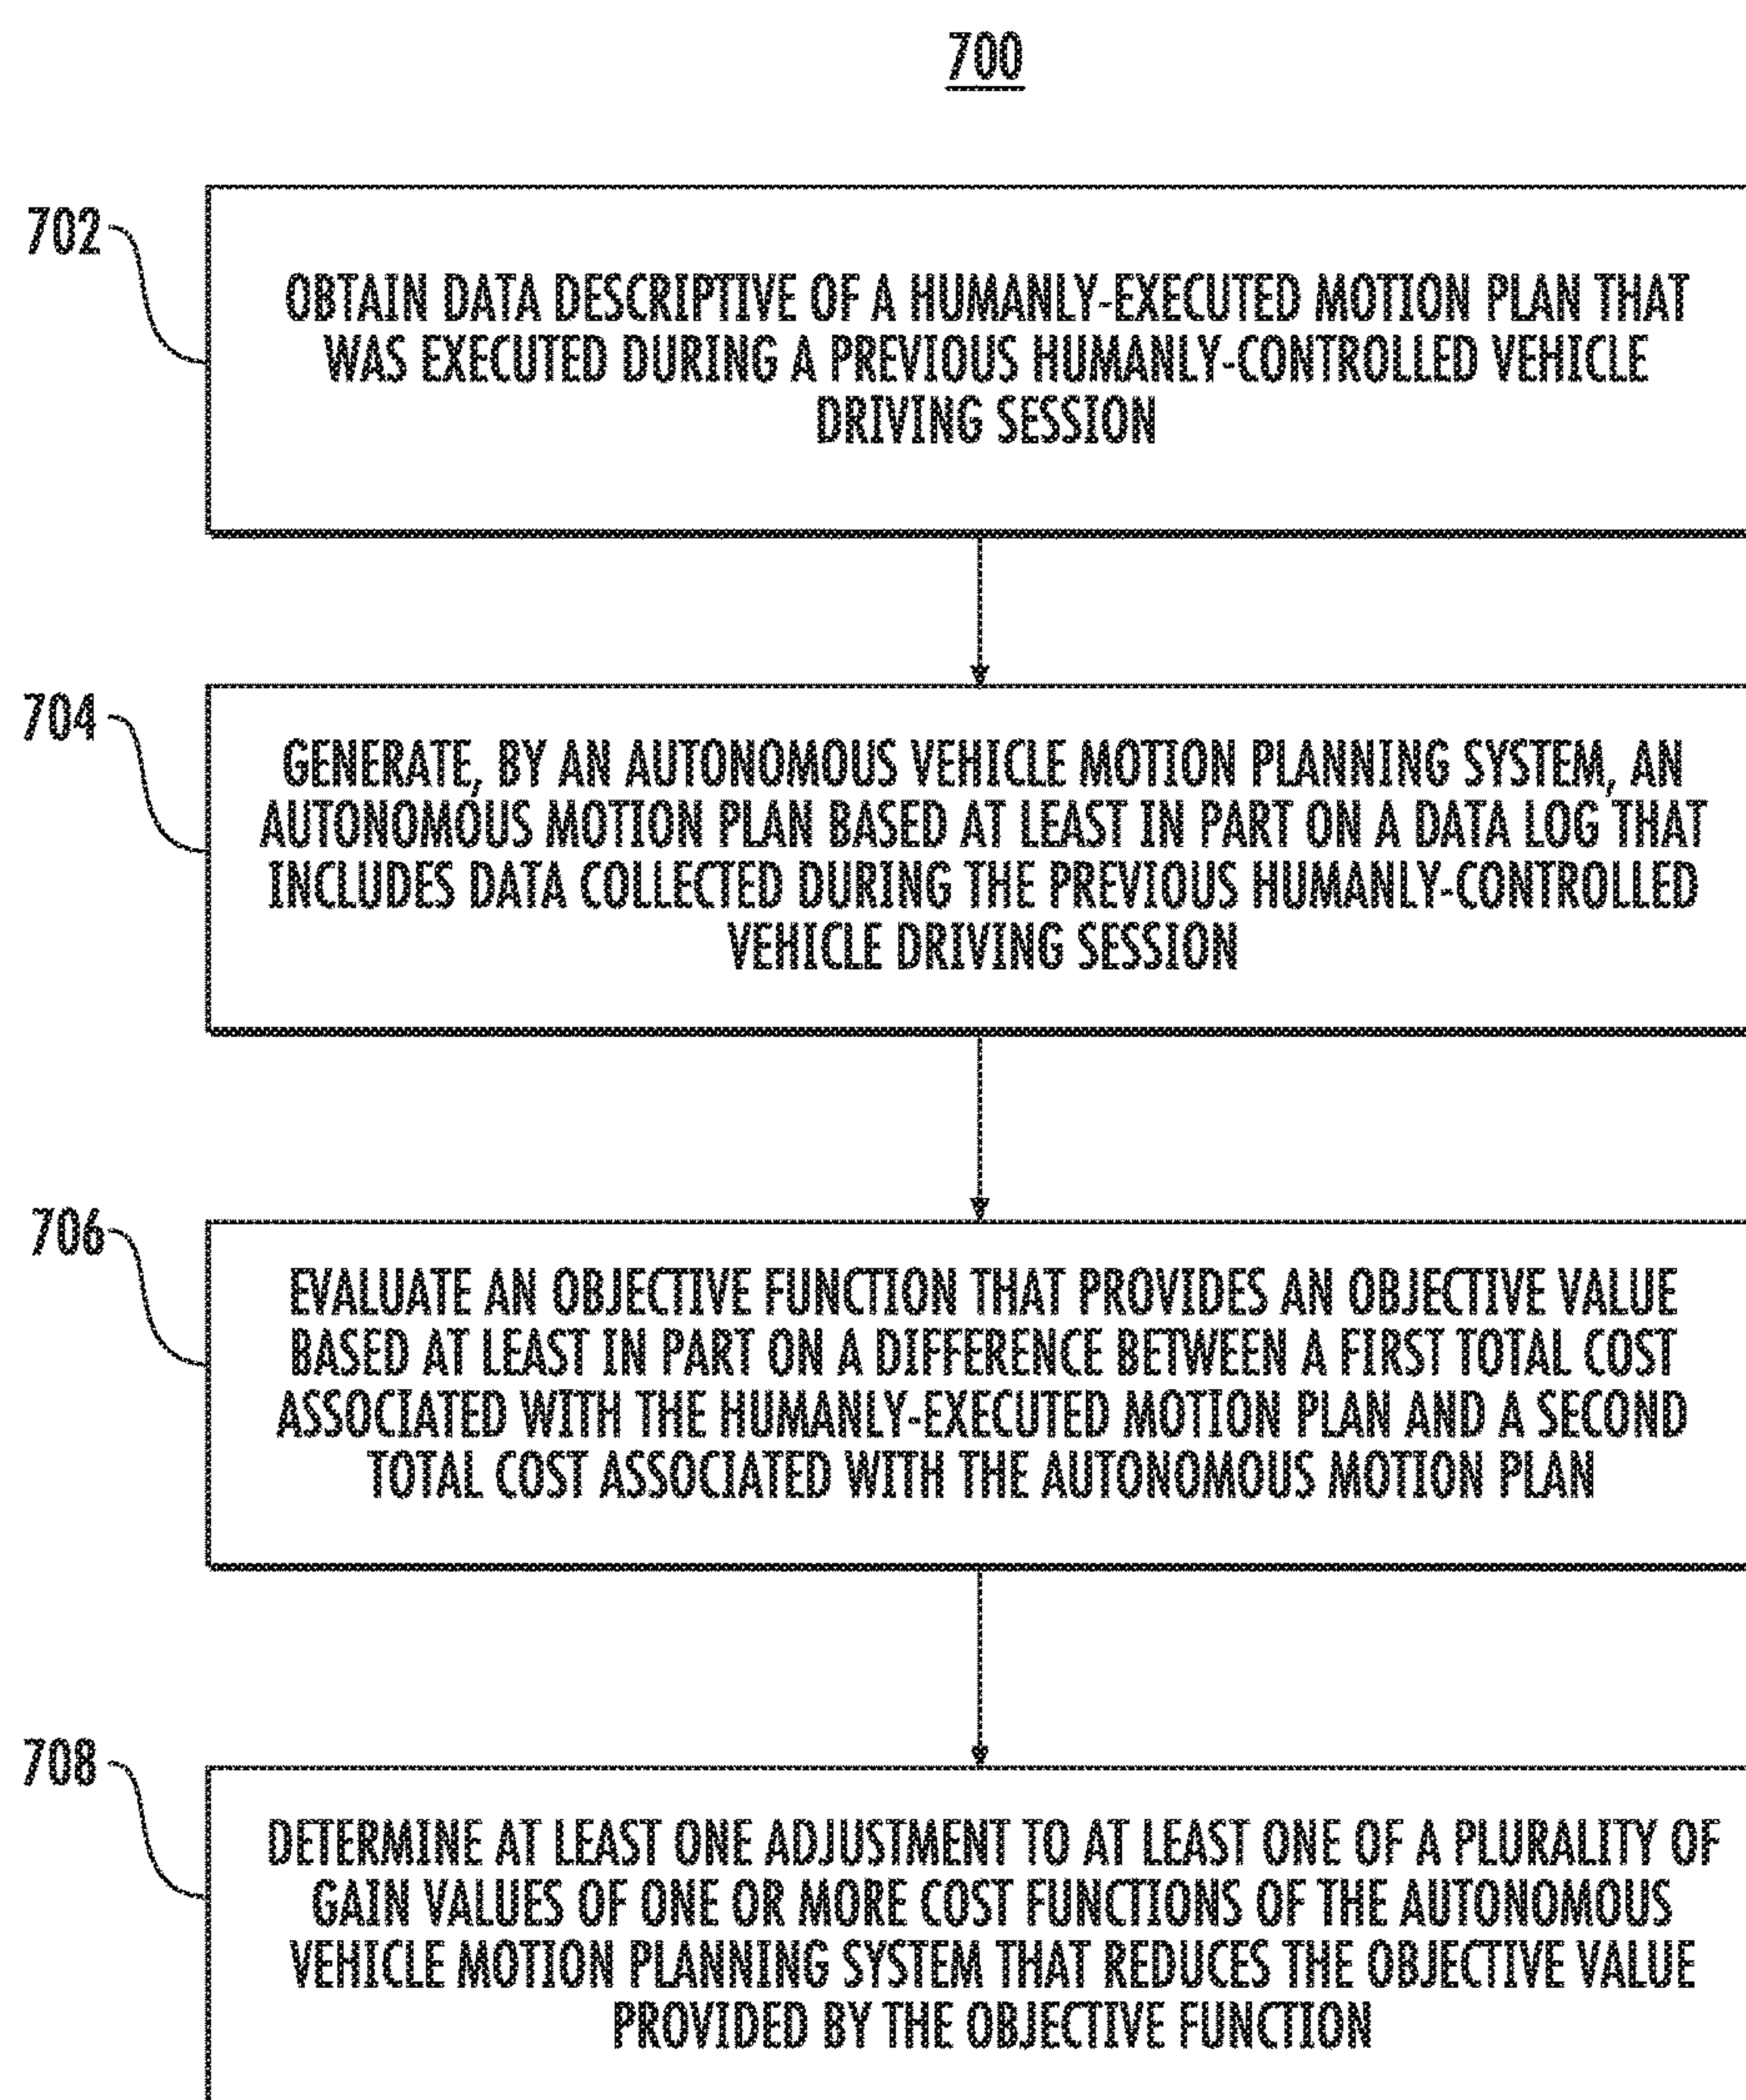 700
702
OBTAIN DATA DESCRIPTIVE OF A HUMANLY-EXECUTED MOTION PLAN THAT
WAS EXECUTED DURING A PREVIOUS HUMANLY-CONTROLLED VEHICLE
DRIVING SESSION
704
GENERATE, BY AN AUTONOMOUS VEHICLE MOTION PLANNING SYSTEM, AN
AUTONOMOUS MOTION PLAN BASED AT LEAST IN PART ON A DATA LOG THAT
INCLUDES DATA COLLECTED DURING THE PREVIOUS HUMANLY-CONTROLLED
VEHICLE DRIVING SESSION
706
EVALUATE AN OBJECTIVE FUNCTION THAT PROVIDES AN OBJECTIVE VALUE
BASED AT LEAST IN PART ON A DIFFERENCE BETWEEN A FIRST TOTAL COST
ASSOCIATED WITH THE HUMANLY-EXECUTED MOTION PLAN AND A SECOND
TOTAL COST ASSOCIATED WITH THE AUTONOMOUS MOTION PLAN
708
DETERMINE AT LEAST ONE ADJUSTMENT TO AT LEAST ONE OF A PLURALITY OF
GAIN VALUES OF ONE OR MORE COST FUNCTIONS OF THE AUTONOMOUS
VEHICLE MOTION PLANNING SYSTEM THAT REDUCES THE OBJECTIVE VALUE
PROVIDED BY THE OBJECTIVE FUNCTION